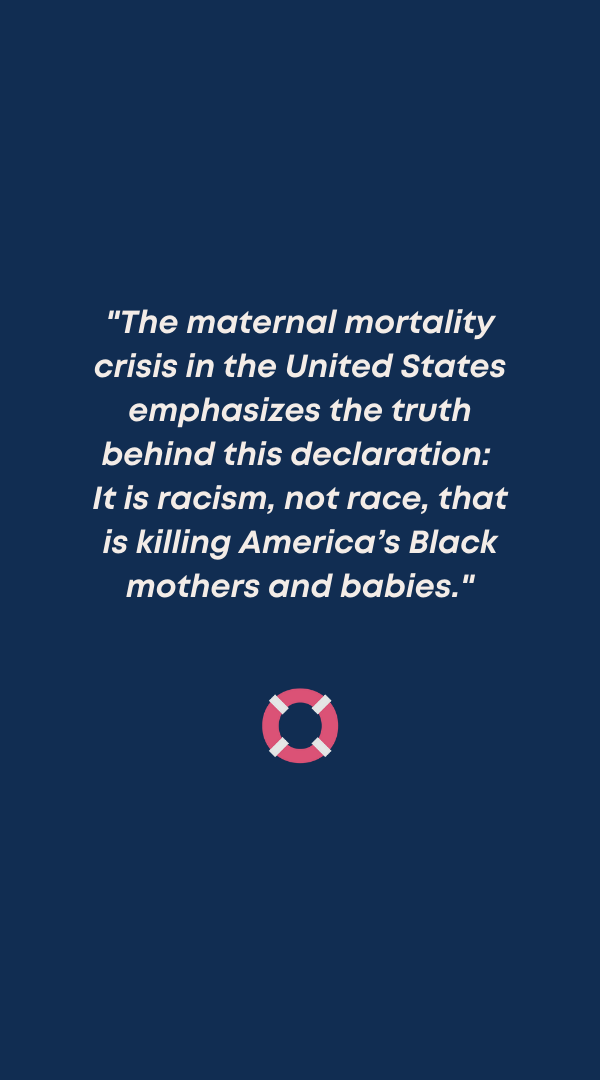 "The maternal mortality
crisis in the United States
emphasizes the truth
behind this declaration:
It is racism, not race, that
is killing America’s Black
mothers and babies."